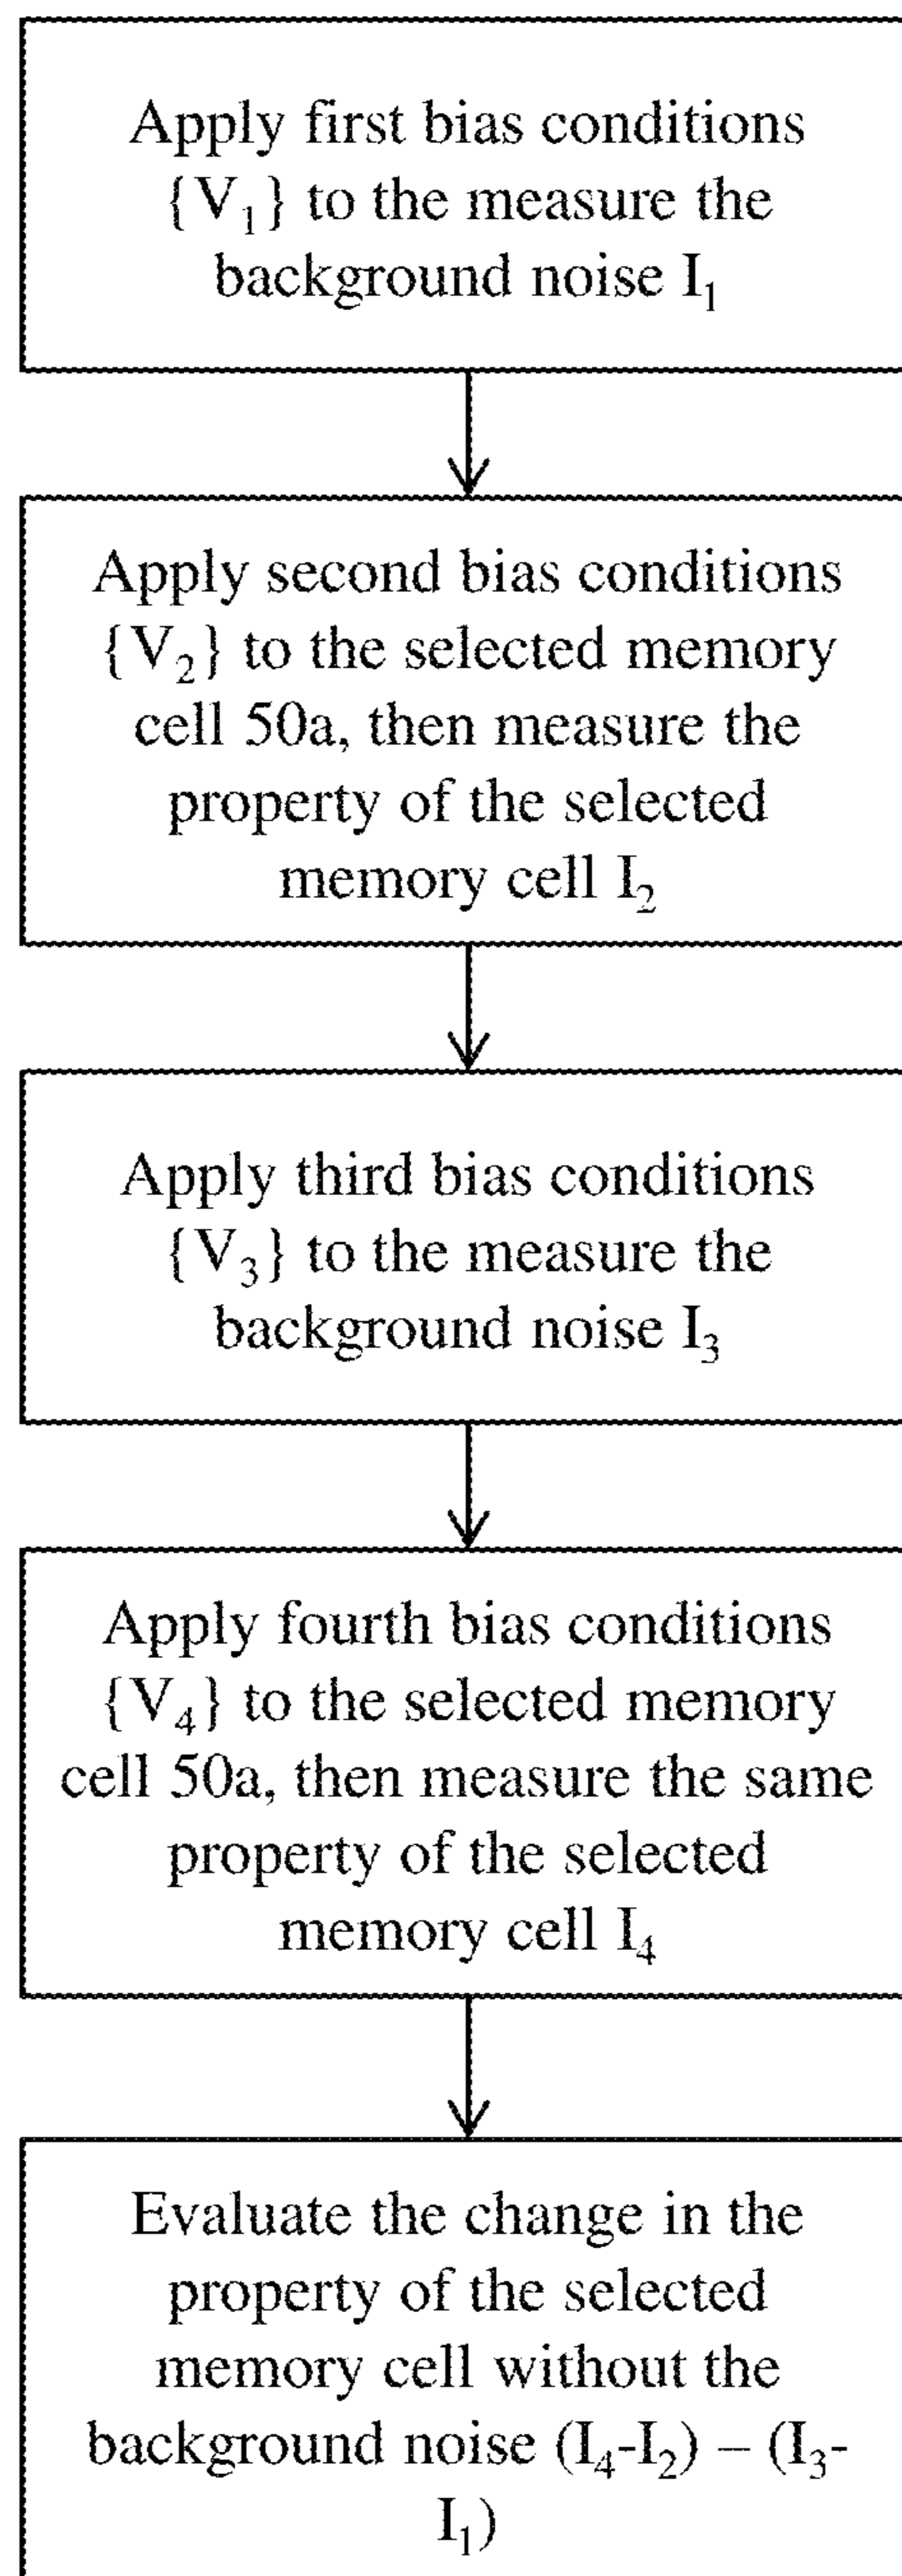 Apply first bias conditions
{V₁} to the measure the
background noise I₁
Apply second bias conditions
{V₂} to the selected memory
cell 50a, then measure the
property of the selected
memory cell I₂
Apply third bias conditions
{V₃} to the measure the
background noise I₃
Apply fourth bias conditions
{V₄} to the selected memory
cell 50a, then measure the same
property of the selected
memory cell I₄
Evaluate the change in the
property of the selected
memory cell without the
background noise (I₄-I₂) – (I₃-
I₁)